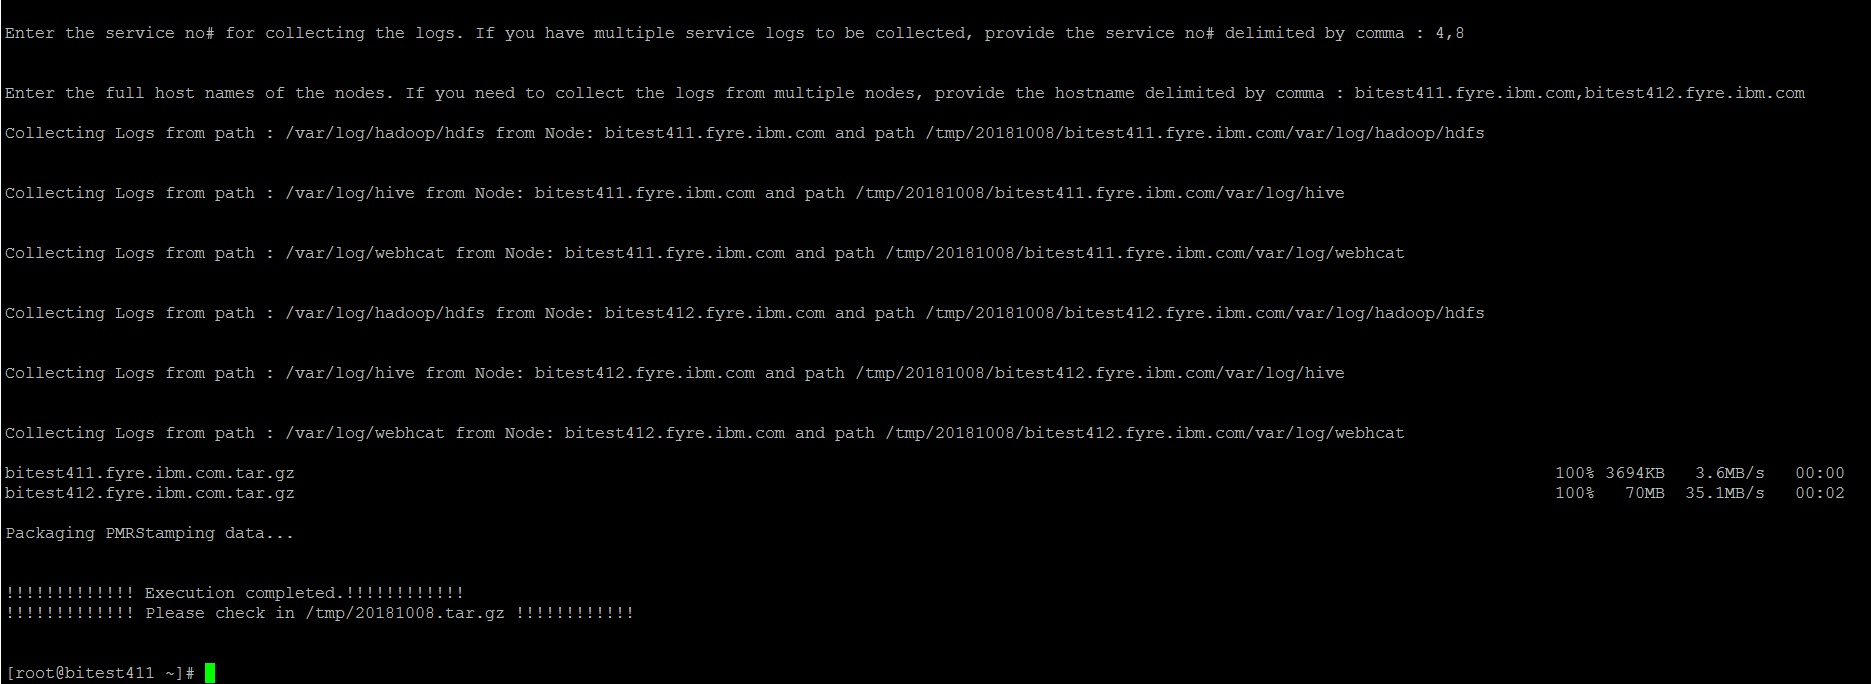 Enter the service no# for collecting the logs. If you have multiple service logs to be collected, provide the service no# delimited by comma : 4,8
Enter the full host names of the nodes. If you need to collect the logs from multiple nodes, provide the hostname delimited by comma : bitest411.fyre.ibm.com,bitest412.fyre.ibm.com
Collecting Logs from path : /var/log/hadoop/hdfs from Node: bitest411.fyre.ibm.com and path /tmp/20181008/bitest411.fyre.ibm.com/var/log/hadoop/hdfs
Collecting Logs from path : /var/log/hive from Node: bitest411.fyre.ibm.com and path /tmp/20181008/bitest411.fyre.ibm.com/var/log/hive
Collecting Logs from path : /var/log/webhcat from Node: bitest411.fyre.ibm.com and path /tmp/20181008/bitest411.fyre.ibm.com/var/log/webhcat
Collecting Logs from path : /var/log/hadoop/hdfs from Node: bitest412.fyre.ibm.com and path /tmp/20181008/bitest412.fyre.ibm.com/var/log/hadoop/hdfs
Collecting Logs from path : /var/log/hive from Node: bitest412.fyre.ibm.com and path /tmp/20181008/bitest412.fyre.ibm.com/var/log/hive
Collecting Logs from path : /var/log/webhcat from Node: bitest412.fyre.ibm.com and path /tmp/20181008/bitest412.fyre.ibm.com/var/log/webhcat
bitest411.fyre.ibm.com.tar.gz 100% 3694KB 3.6MB/s 00:00
bitest412.fyre.ibm.com.tar.gz 100% 70MB 35.1MB/s 00:02
Packaging PMRStamping data...
!!!!!!!!!!!!! Execution completed.!!!!!!!!!!!!
!!!!!!!!!!!!! Please check in /tmp/20181008.tar.gz !!!!!!!!!!!!
[root@bitest411 ~]#